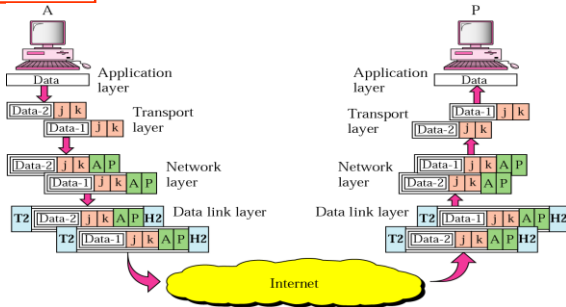 A
Data
Application
layer
Data-2 j k
Data-1 j k
Transport
layer
Data-2 j k A P
Data-1 j k A P
Network
layer
T2 Data-2 j k A P H2
T2 Data-1 j k A P H2
Data link layer
P
Application
layer
Data
Transport
layer
Data-1 j k
Data-2 j k
Network
layer
Data-1 j k A P
Data-2 j k A P
Data link layer
T2 Data-1 j k A P H2
T2 Data-2 j k A P H2
Internet